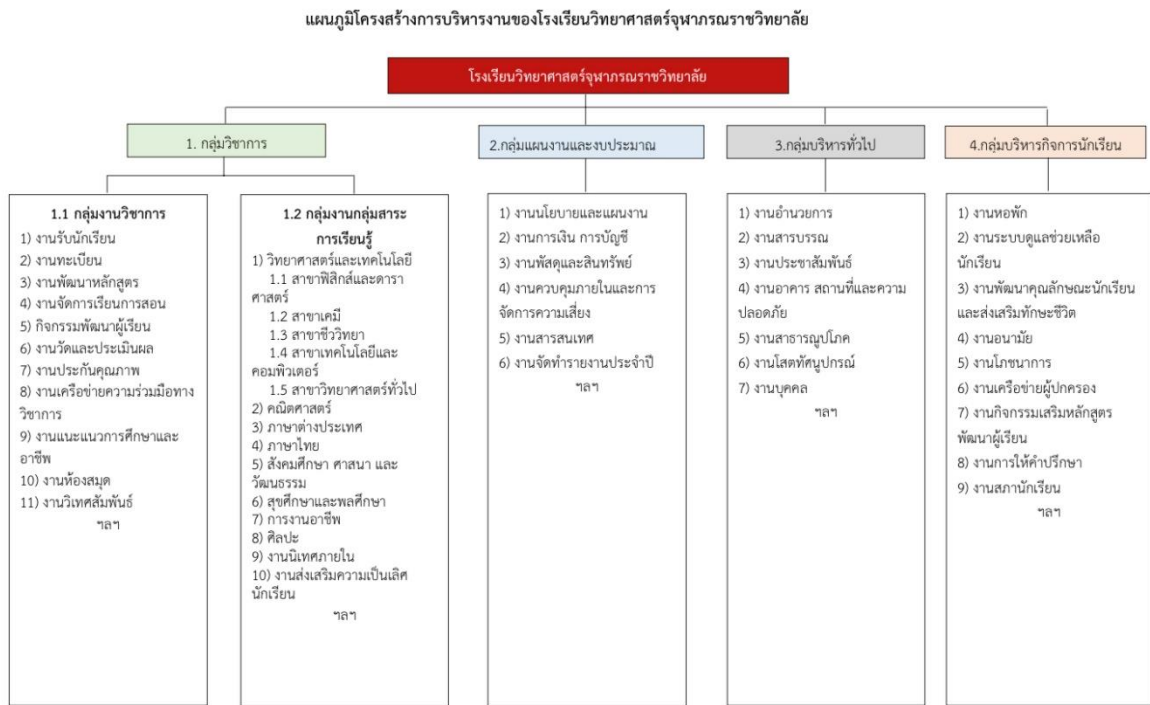 แผนภูมิโครงสร้างการบริหารงานของโรงเรียนวิทยาศาสตร์จุฬาภรณราชวิทยาลัย
โรงเรียนวิทยาศาสตร์จุฬาภรณราชวิทยาลัย
1. กลุ่มวิชาการ
2.กลุ่มแผนงานและงบประมาณ
3.กลุ่มบริหารทั่วไป
4.กลุ่มบริหารกิจการนักเรียน
1.1 กลุ่มงานวิชาการ
1) งานรับนักเรียน
2) งานทะเบียน
3) งานพัฒนาหลักสูตร
4) งานจัดการเรียนการสอน
5) กิจกรรมพัฒนาผู้เรียน
6) งานวัดและประเมินผล
7) งานประกันคุณภาพ
8) งานเครือข่ายความร่วมมือทาง
วิชาการ
9) งานแนะแนวการศึกษาและ
อาชีพ
10) งานห้องสมุด
11) งานวิเทศสัมพันธ์
ฯลฯ
1.2 กลุ่มงานกลุ่มสาระ
การเรียนรู้
1) วิทยาศาสตร์และเทคโนโลยี
1.1 สาขาฟิสิกส์และดารา
ศาสตร์
1.2 สาขาเคมี
1.3 สาขาชีววิทยา
1.4 สาขาเทคโนโลยีและ
คอมพิวเตอร์
1.5 สาขาวิทยาศาสตร์ทั่วไป
2) คณิตศาสตร์
3) ภาษาต่างประเทศ
4) ภาษาไทย
5) สังคมศึกษา ศาสนา และ
วัฒนธรรม
6) สุขศึกษาและพลศึกษา
7) การงานอาชีพ
8) ศิลปะ
9) งานนิเทศภายใน
10) งานส่งเสริมความเป็นเลิศ
นักเรียน
ฯลฯ
1) งานนโยบายและแผนงาน
2) งานการเงิน การบัญชี
3) งานพัสดุและสินทรัพย์
4) งานควบคุมภายในและการ
จัดการความเสี่ยง
5) งานสารสนเทศ
6) งานจัดทำรายงานประจำปี
ฯลฯ
1) งานอำนวยการ
2) งานสารบรรณ
3) งานประชาสัมพันธ์
4) งานอาคาร สถานที่และความ
ปลอดภัย
5) งานสาธารณูปโภค
6) งานโสตทัศนูปกรณ์
7) งานบุคคล
ฯลฯ
1) งานหอพัก
2) งานระบบดูแลช่วยเหลือ
นักเรียน
3) งานพัฒนาคุณลักษณะนักเรียน
และส่งเสริมทักษะชีวิต
4) งานอนามัย
5) งานโภชนาการ
6) งานเครือข่ายผู้ปกครอง
7) งานกิจกรรมเสริมหลักสูตร
พัฒนาผู้เรียน
8) งานการให้คำปรึกษา
9) งานสภานักเรียน
ฯลฯ